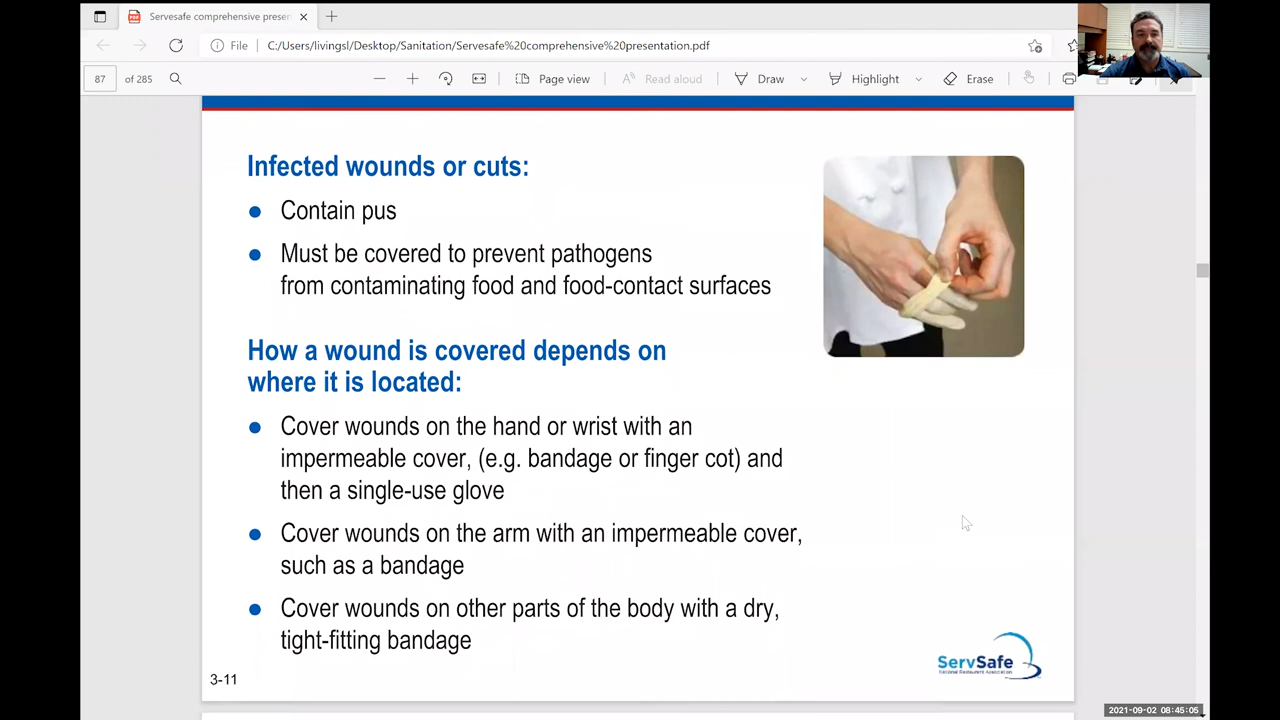 Servesafe comprehensive presen
File
C:/Users/livingsl/Desktop/Sanitation/Servesafe%20comprehensive%20presentation.pdf
87 of 285
Page view
Read aloud
Draw
Highlight
Erase
Infected wounds or cuts:
Contain pus
Must be covered to prevent pathogens
from contaminating food and food-contact surfaces
How a wound is covered depends on
where it is located:
Cover wounds on the hand or wrist with an
impermeable cover, (e.g. bandage or finger cot) and
then a single-use glove
Cover wounds on the arm with an impermeable cover,
such as a bandage
Cover wounds on other parts of the body with a dry,
tight-fitting bandage
ServSafe
National Restaurant Association
3-11
2021-09-02 08:45:05